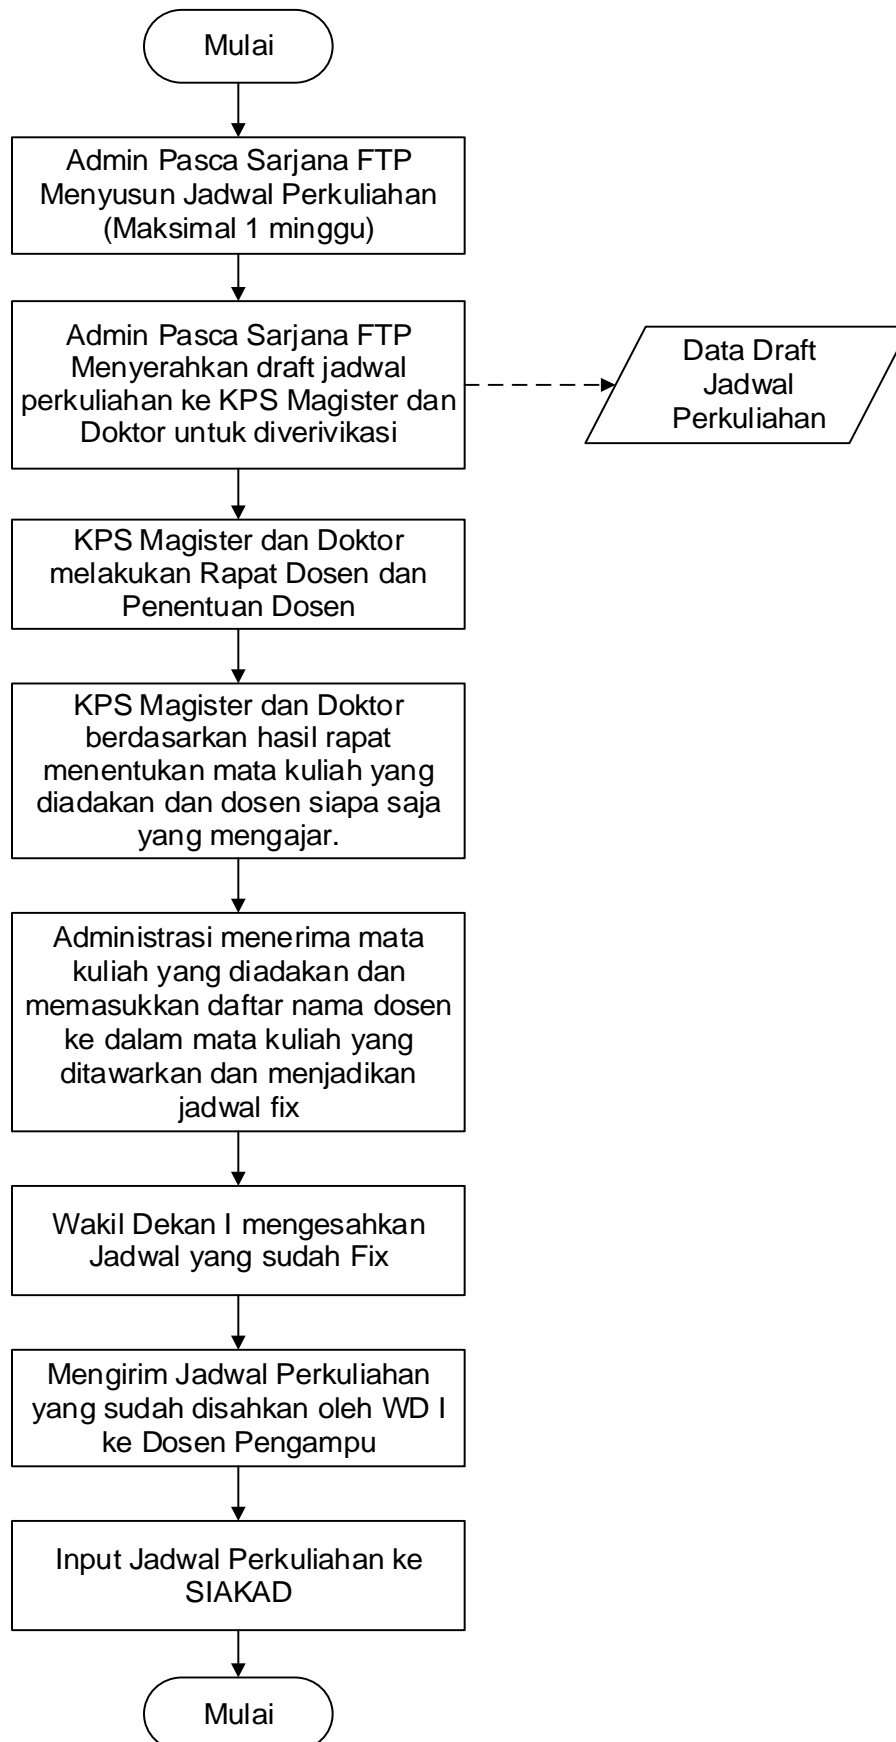 Mulai
Admin Pasca Sarjana FTP
Menyusun Jadwal Perkuliahan
(Maksimal 1 minggu)
Admin Pasca Sarjana FTP
Menyerahkan draft jadwal
perkuliahan ke KPS Magister dan
Doktor untuk diverivikasi
Data Draft
Jadwal
Perkuliahan
KPS Magister dan Doktor
melakukan Rapat Dosen dan
Penentuan Dosen
KPS Magister dan Doktor
berdasarkan hasil rapat
menentukan mata kuliah yang
diadakan dan dosen siapa saja
yang mengajar.
Administrasi menerima mata
kuliah yang diadakan dan
memasukkan daftar nama dosen
ke dalam mata kuliah yang
ditawarkan dan menjadikan
jadwal fix
Wakil Dekan I mengesahkan
Jadwal yang sudah Fix
Mengirim Jadwal Perkuliahan
yang sudah disahkan oleh WD I
ke Dosen Pengampu
Input Jadwal Perkuliahan ke
SIAKAD
Mulai